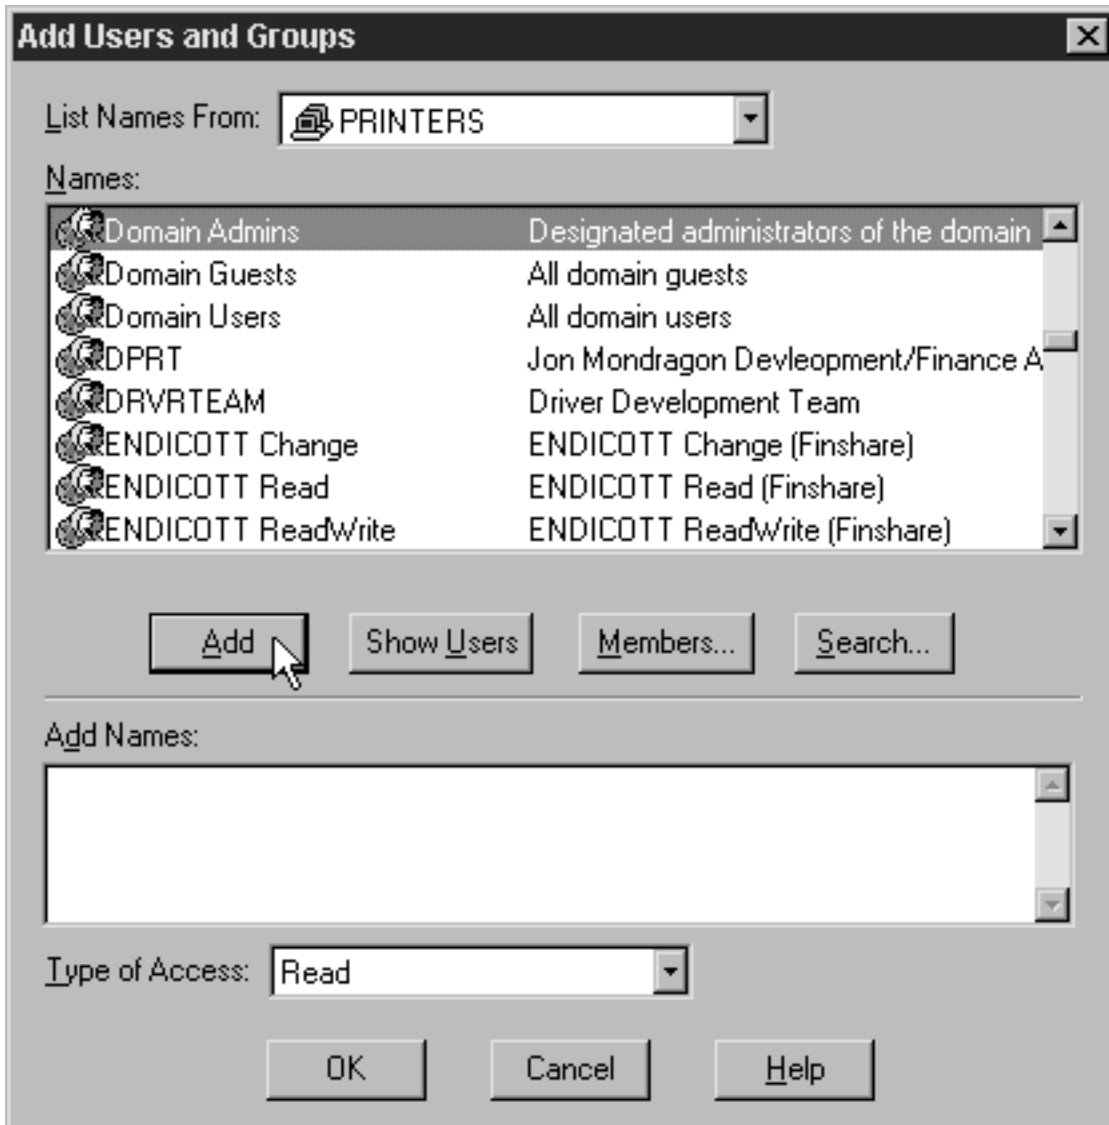 Add Users and Groups
List Names From: PRINTERS
Names:
Domain Admins Designated administrators of the domain
Domain Guests All domain guests
Domain Users All domain users
DPRT Jon Mondragon Devleopment/Finance A
DRVRTEAM Driver Development Team
ENDICOTT Change ENDICOTT Change (Finshare)
ENDICOTT Read ENDICOTT Read (Finshare)
ENDICOTT ReadWrite ENDICOTT ReadWrite (Finshare)
Add Show Users Members... Search...
Add Names:
Type of Access: Read
OK Cancel Help